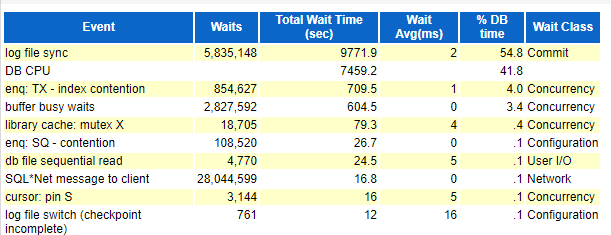 Event Waits Total Wait Time (sec) Wait Avg(ms) % DB time Wait Class
log file sync 5,835,148 9771.9 2 54.8 Commit
DB CPU 7459.2 41.8
enq: TX - index contention 854,627 709.5 1 4.0 Concurrency
buffer busy waits 2,827,592 604.5 0 3.4 Concurrency
library cache: mutex X 18,705 79.3 4 .4 Concurrency
enq: SQ - contention 108,520 26.7 0 .1 Configuration
db file sequential read 4,770 24.5 5 .1 User I/O
SQL*Net message to client 28,044,599 16.8 0 .1 Network
cursor: pin S 3,144 16 5 .1 Concurrency
log file switch (checkpoint incomplete) 761 12 16 .1 Configuration